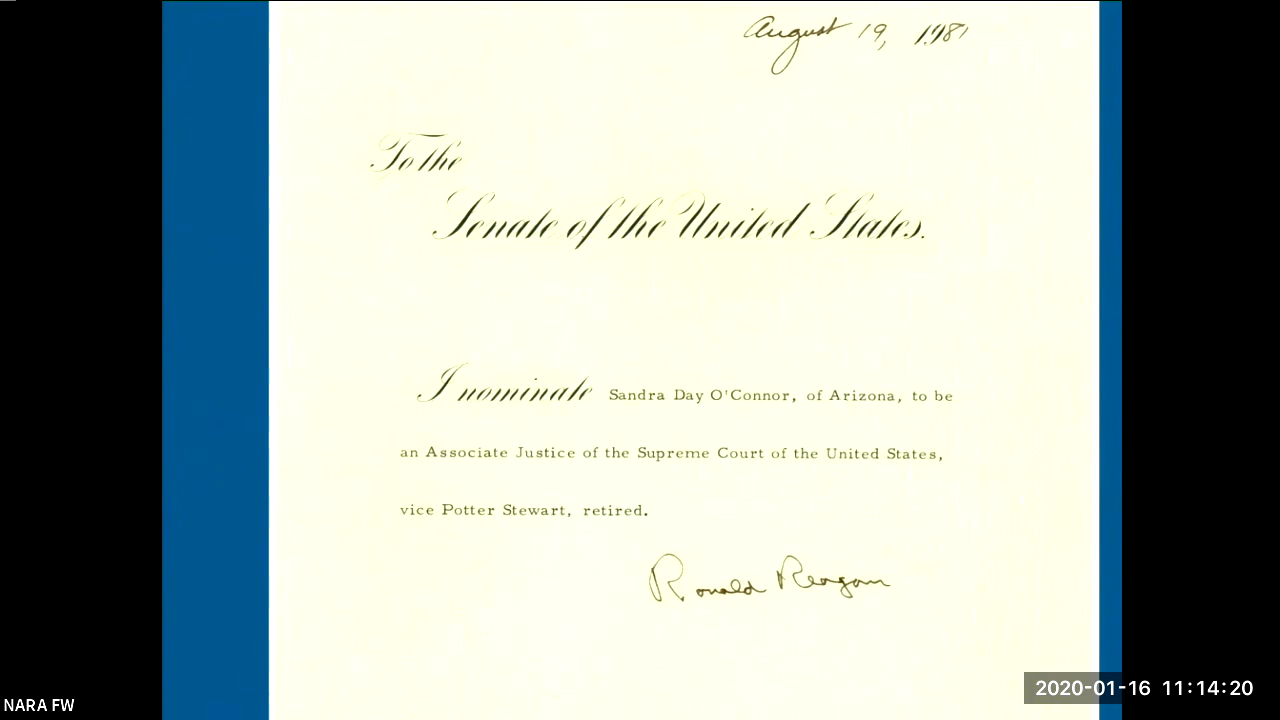 August 19, 1981
To the
Senate of the United States.
I nominate Sandra Day O'Connor, of Arizona, to be
an Associate Justice of the Supreme Court of the United States,
vice Potter Stewart, retired.
Ronald Reagan
NARA FW
2020-01-16 11:14:20